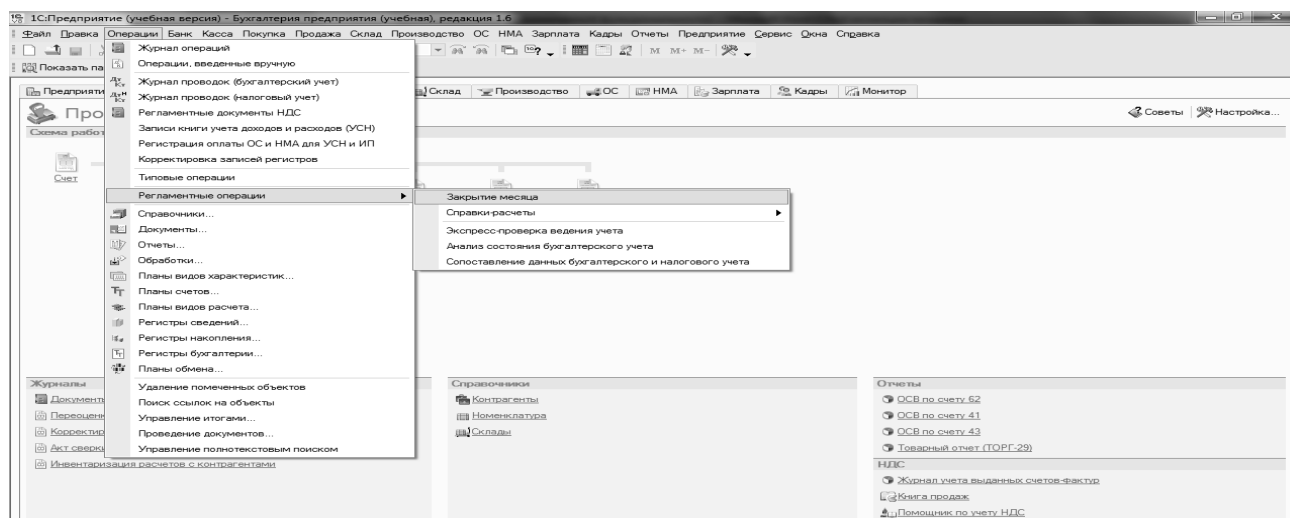 1С:Предприятие (учебная версия) - Бухгалтерия предприятия (учебная), редакция 1.6
Файл Правка Операции Банк Касса Покупка Продажа Склад Производство ОС НМА Зарплата Кадры Отчеты Предприятие Сервис Окна Справка
M M+ M-
Показать па
Предприяти Склад Производство ОС НМА Зарплата Кадры Монитор
Про Советы Настройка...
Схема работ
Счет
Журнал операций
Операции, введенные вручную
Журнал проводок (бухгалтерский учет)
Журнал проводок (налоговый учет)
Регламентные документы НДС
Записи книги учета доходов и расходов (УСН)
Регистрация оплаты ОС и НМА для УСН и ИП
Корректировка записей регистров
Типовые операции
Регламентные операции
Справочники...
Документы...
Отчеты...
Обработки...
Планы видов характеристик...
Планы счетов...
Планы видов расчета...
Регистры сведений...
Регистры накопления...
Регистры бухгалтерии...
Планы обмена...
Удаление помеченных объектов
Поиск ссылок на объекты
Управление итогами...
Проведение документов...
Управление полнотекстовым поиском
Закрытие месяца
Справки-расчеты
Экспресс-проверка ведения учета
Анализ состояния бухгалтерского учета
Сопоставление данных бухгалтерского и налогового учета
Журналы
Документы
Переоценк
Корректир
Акт сверки
Инвентаризация расчетов с контрагентами
Справочники
Контрагенты
Номенклатура
Склады
Отчеты
ОСВ по счету 62
ОСВ по счету 41
ОСВ по счету 43
Товарный отчет (ТОРГ-29)
НДС
Журнал учета выданных счетов-фактур
Книга продаж
Помощник по учету НДС